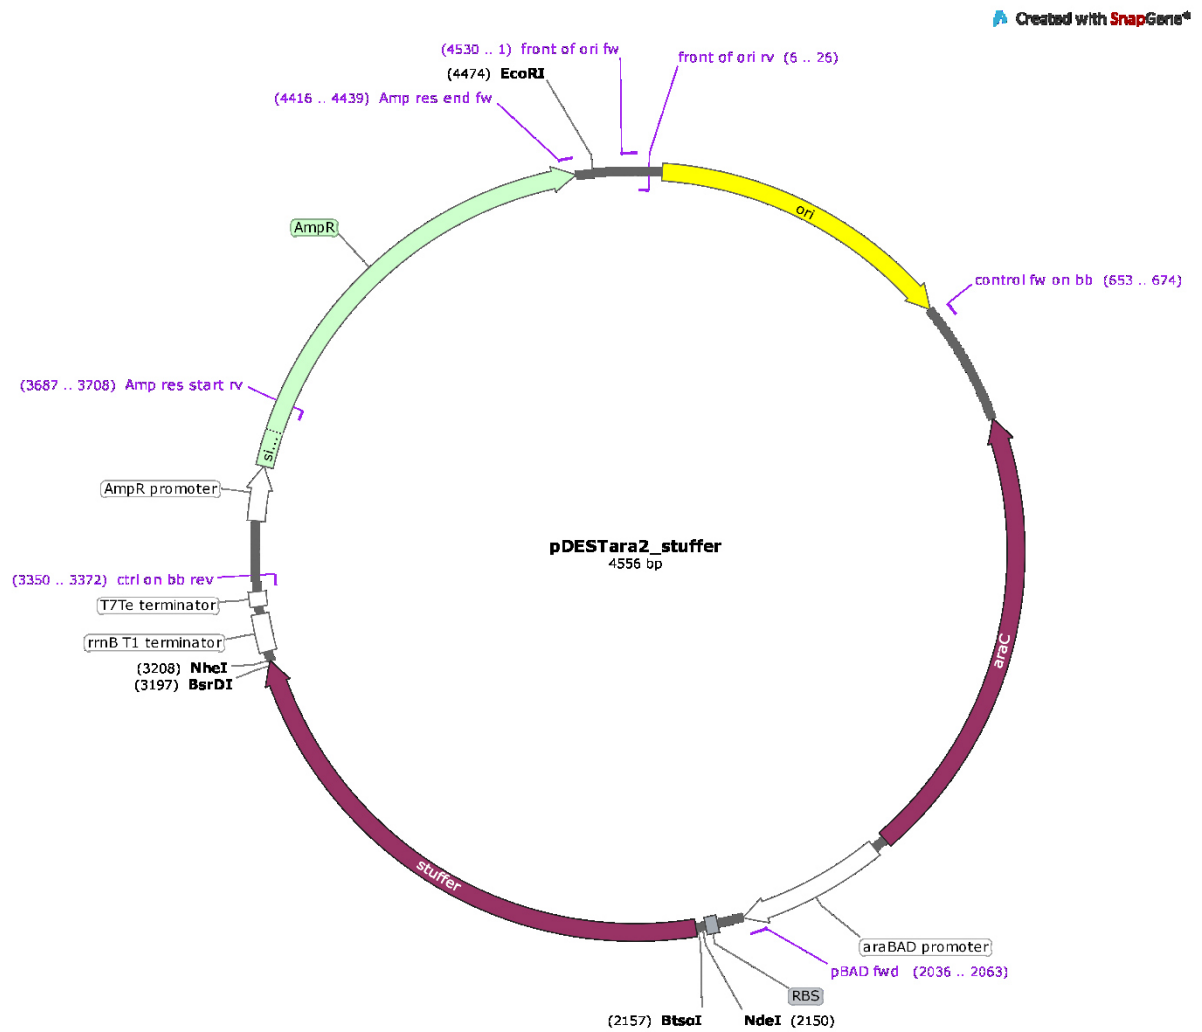 Created with SnapGene®
(4530 .. 1) front of ori fw
front of ori rv (6 .. 26)
(4474) EcoRI
(4416 .. 4439) Amp res end fw
ori
AmpR
control fw on bb (653 .. 674)
(3687 .. 3708) Amp res start rv
si...
AmpR promoter
pDESTara2_stuffer
4556 bp
(3350 .. 3372) ctrl on bb rev
T7Te terminator
rrnB T1 terminator
araC
(3208) NheI
(3197) BsrDI
stuffer
araBAD promoter
pBAD fwd (2036 .. 2063)
RBS
(2157) BtsαI NdeI (2150)